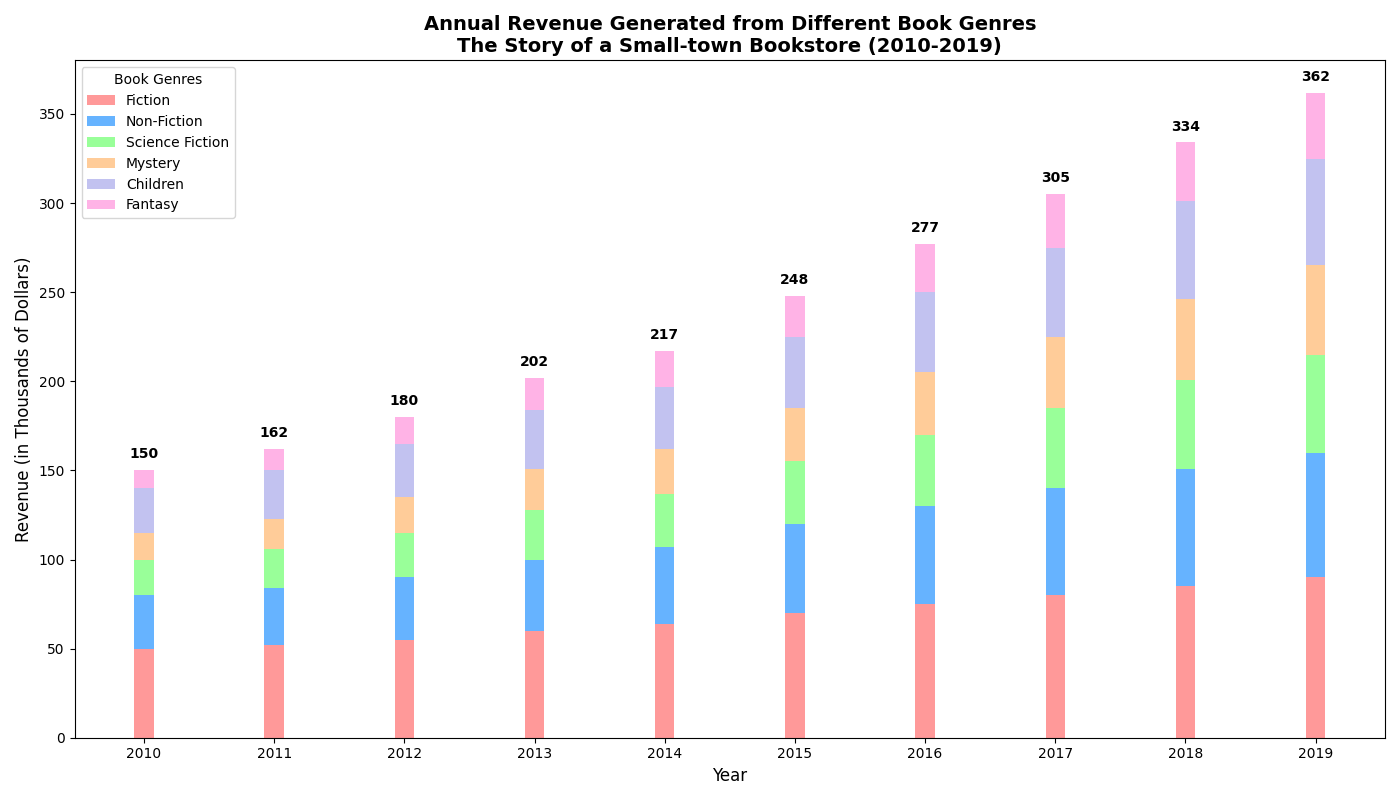 Annual Revenue Generated from Different Book Genres
The Story of a Small-town Bookstore (2010-2019)
Book Genres
Fiction
Non-Fiction
Science Fiction
Mystery
Children
Fantasy
Revenue (in Thousands of Dollars)
350
300
250
200
150
100
50
0
150
162
180
202
217
248
277
305
334
362
2010
2011
2012
2013
2014
2015
2016
2017
2018
2019
Year